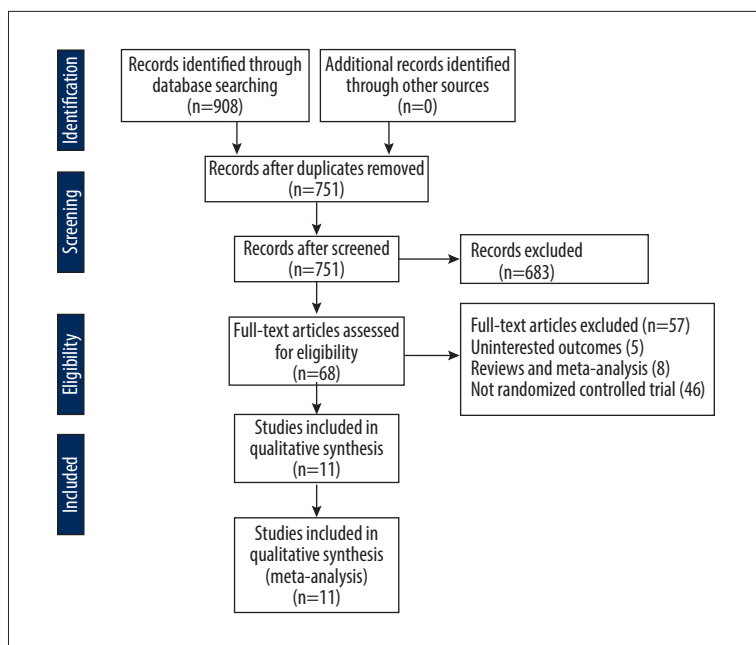 Identification
Records identified through
database searching
(n=908)
Additional records identified
through other sources
(n=0)
Records after duplicates removed
(n=751)
Screening
Records after screened
(n=751)
Records excluded
(n=683)
Eligibility
Full-text articles assessed
for eligibility
(n=68)
Full-text articles excluded (n=57)
Uninterested outcomes (5)
Reviews and meta-analysis (8)
Not randomized controlled trial (46)
Included
Studies included in
qualitative synthesis
(n=11)
Studies included in
qualitative synthesis
(meta-analysis)
(n=11)